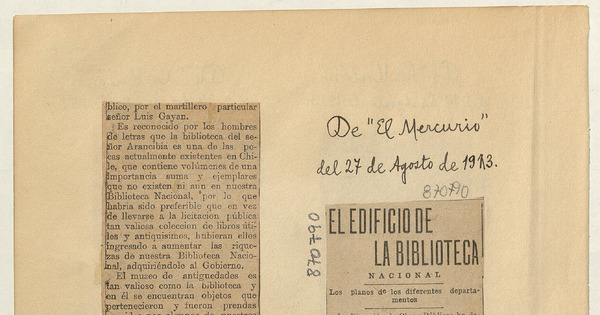 blico, por el martillero particular
señor Luis Gayan.
Es reconocido por los hombres
de letras que la biblioteca del se-
ñor Arancibia es una de las po-
cas actualmente existentes en Chi-
le, que contiene volúmenes de una
importancia suma y ejemplares
que no existen ni aun en nuestra
Biblioteca Nacional, por lo que
habria sido preferible que en vez
de llevarse a la licitacion pública
tan valiosa coleccion de libros úti-
les y antiquísimos, hubieran ellos
ingresado a aumentar las rique-
zas de nuestra Biblioteca Nacio-
nal, adquiriéndole al Gobierno.
El museo de antigüedades es
tan valioso como la biblioteca y
en él se encuentran objetos que
pertenecieron y fueron prendas
De "El Mercurio"
del 27 de Agosto de 1913.
870790
870790
EL EDIFICIO DE
LA BIBLIOTECA
NACIONAL
Los planos de los diferentes departa-
mentos